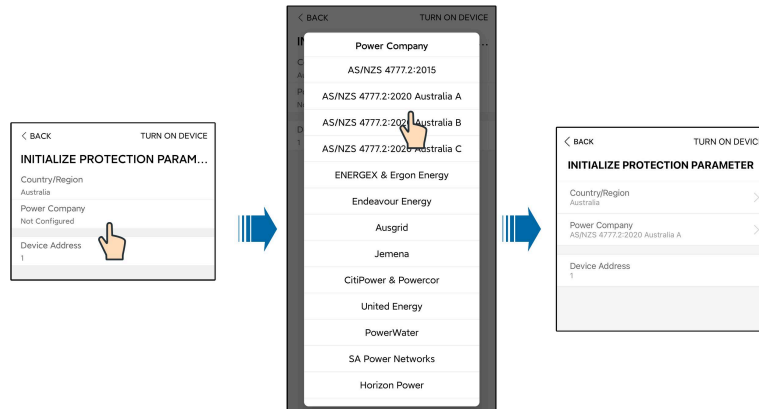 < BACK TURN ON DEVICE
INITIALIZE PROTECTION PARAM...
Country/Region
Australia
Power Company
Not Configured
Device Address
1
< BACK TURN ON DEVICE
Power Company
AS/NZS 4777.2:2015
AS/NZS 4777.2:2020 Australia A
AS/NZS 4777.2:2020 Australia B
AS/NZS 4777.2:2020 Australia C
ENERGEX & Ergon Energy
Endeavour Energy
Ausgrid
Jemena
CitiPower & Powercor
United Energy
PowerWater
SA Power Networks
Horizon Power
< BACK TURN ON DEVIC
INITIALIZE PROTECTION PARAMETER
Country/Region
Australia
Power Company
AS/NZS 4777.2:2020 Australia A
Device Address
1